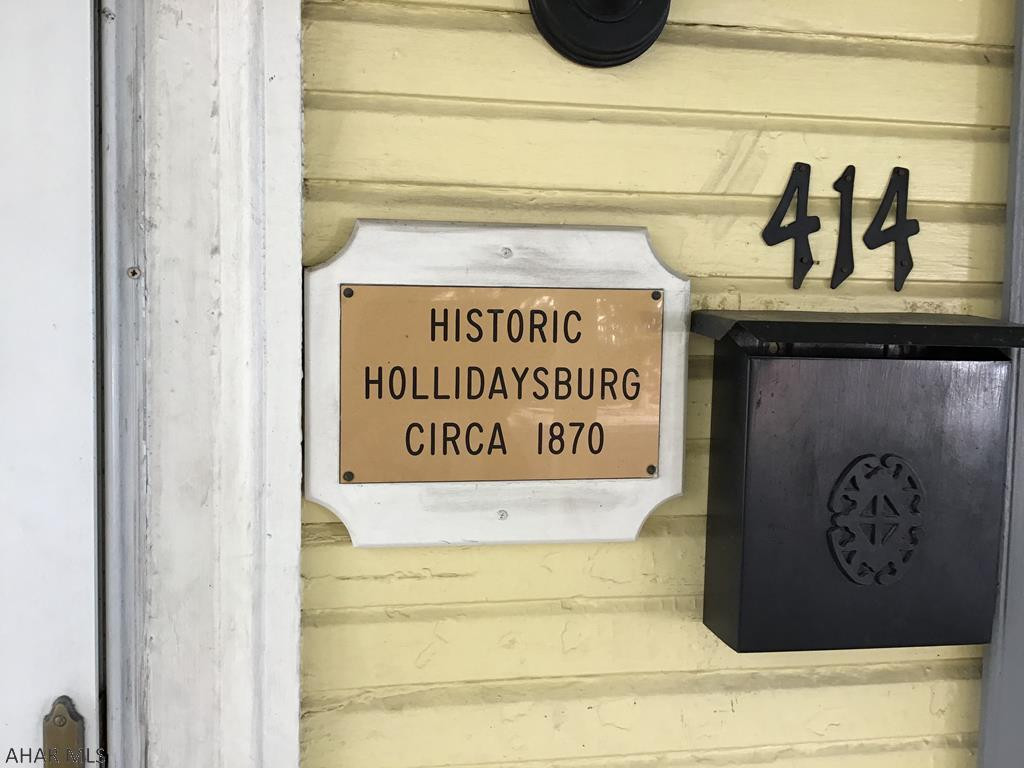 414
HISTORIC
HOLLIDAYSBURG
CIRCA 1870
AHAR MLS